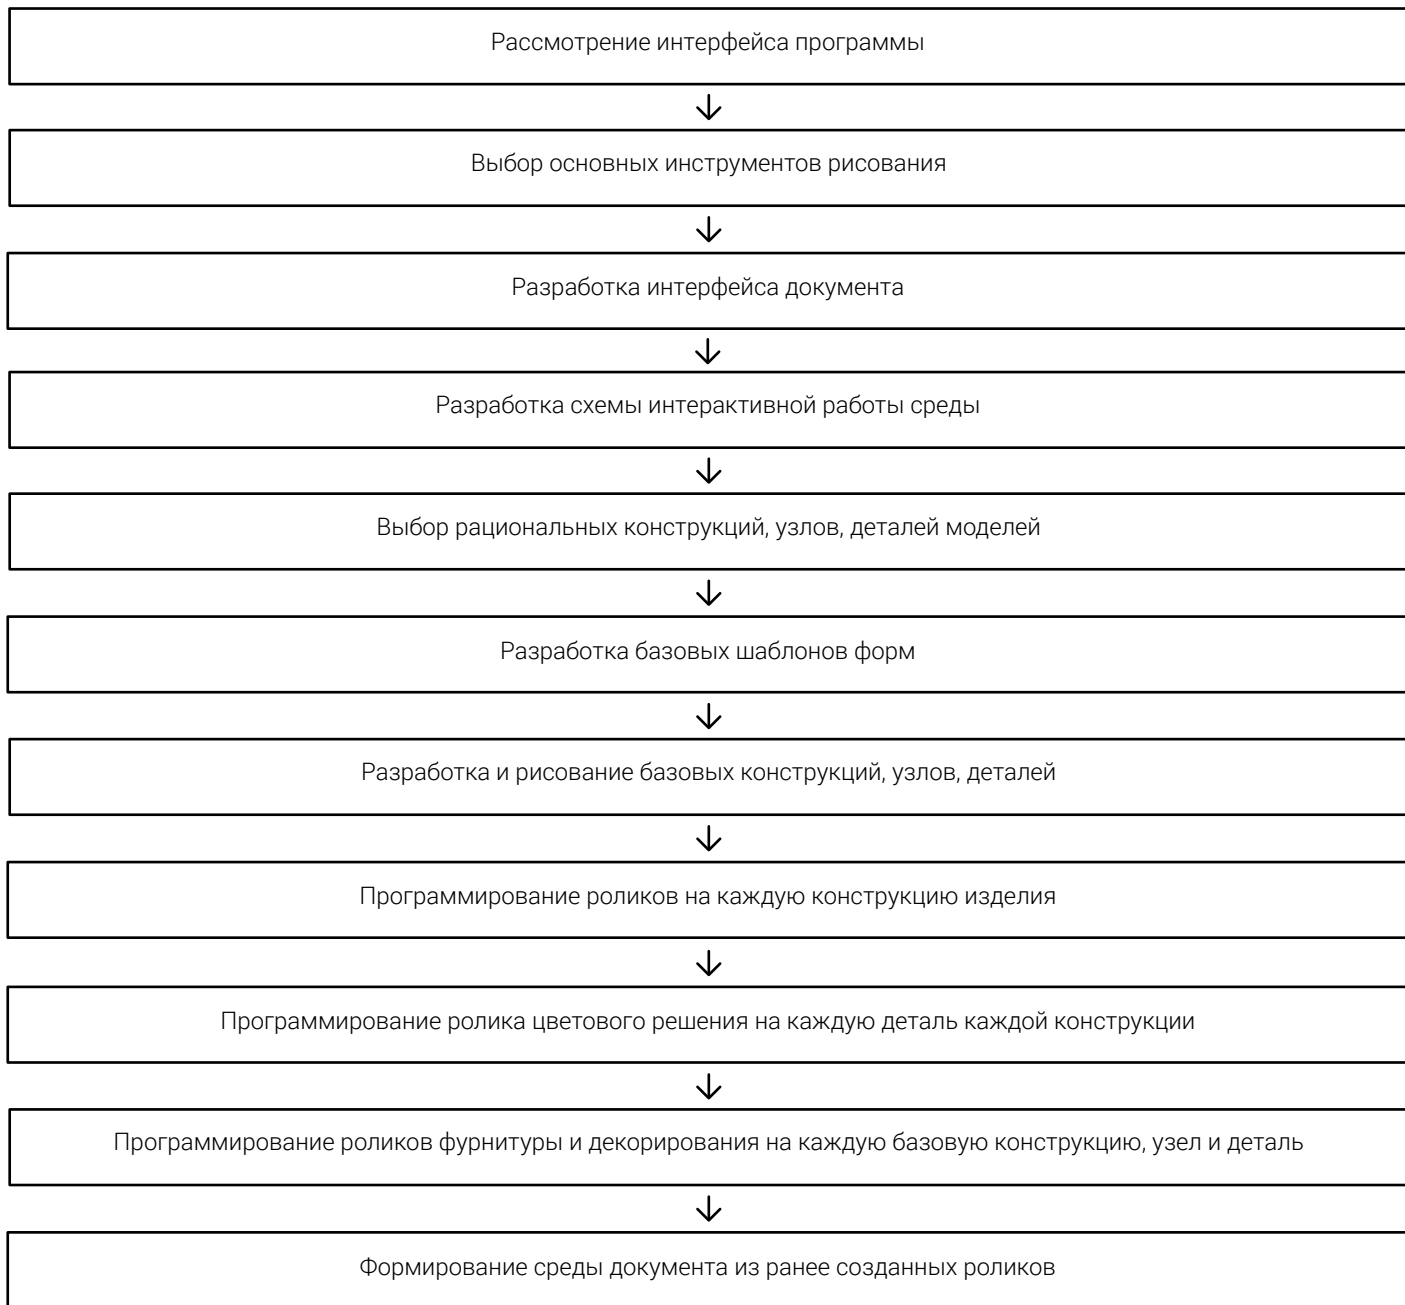 Рассмотрение интерфейса программы
Выбор основных инструментов рисования
Разработка интерфейса документа
Разработка схемы интерактивной работы среды
Выбор рациональных конструкций, узлов, деталей моделей
Разработка базовых шаблонов форм
Разработка и рисование базовых конструкций, узлов, деталей
Программирование роликов на каждую конструкцию изделия
Программирование ролика цветового решения на каждую деталь каждой конструкции
Программирование роликов фурнитуры и декорирования на каждую базовую конструкцию, узел и деталь
Формирование среды документа из ранее созданных роликов